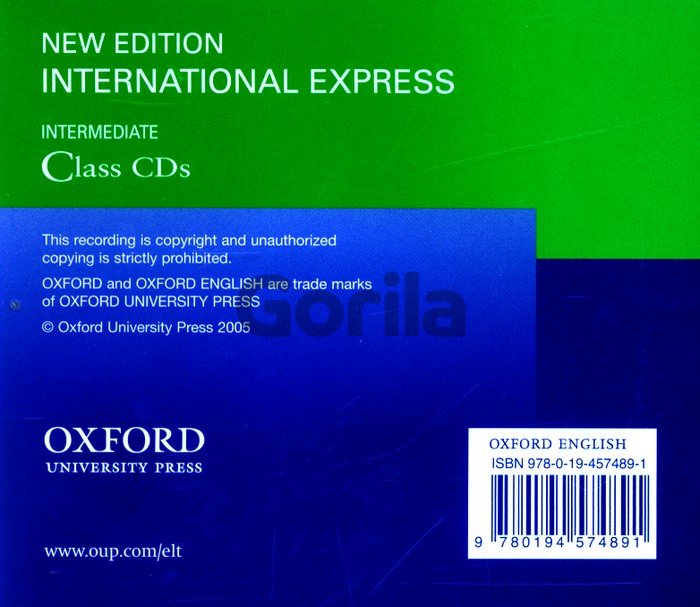 NEW EDITION
INTERNATIONAL EXPRESS
INTERMEDIATE
Class CDs
This recording is copyright and unauthorized
copying is strictly prohibited.
OXFORD and OXFORD ENGLISH are trade marks
of OXFORD UNIVERSITY PRESS
© Oxford University Press 2005
Gorila
OXFORD
UNIVERSITY PRESS
www.oup.com/elt
OXFORD ENGLISH
ISBN 978-0-19-457489-1
9 780194 574891